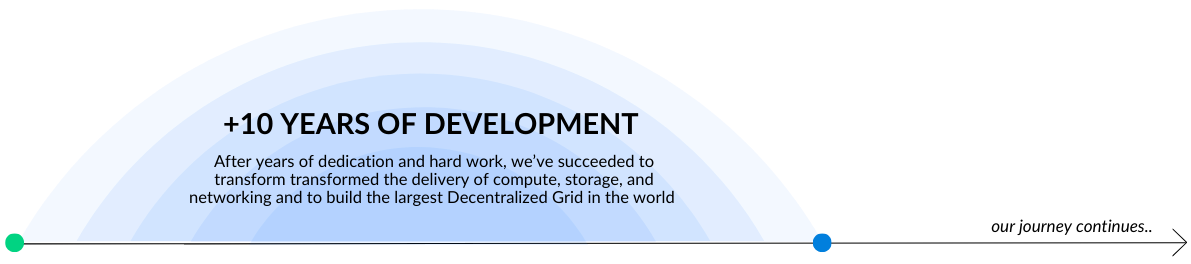 +10 YEARS OF DEVELOPMENT
After years of dedication and hard work, we've succeeded to
transform transformed the delivery of compute, storage, and
networking and to build the largest Decentralized Grid in the world
our journey continues..